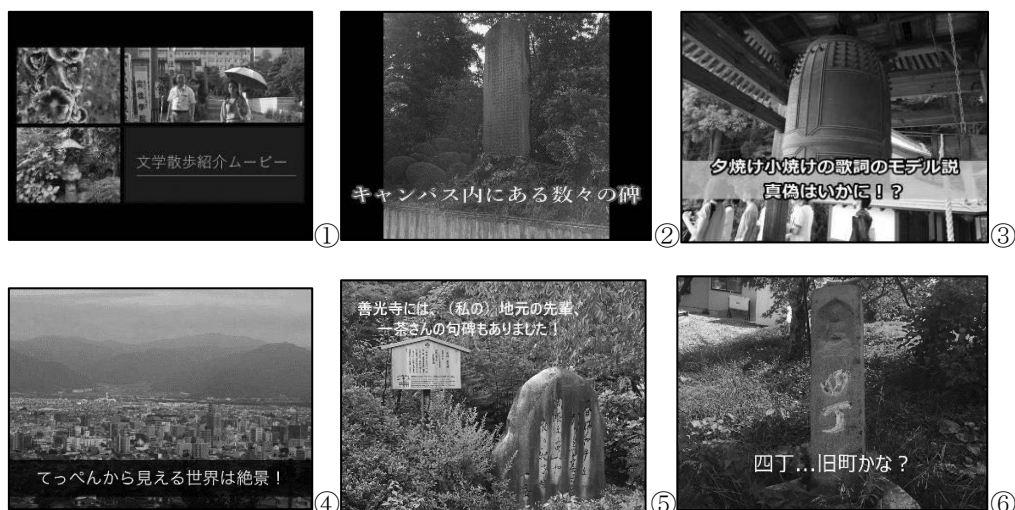 文学散歩紹介ムービー
①
キャンパス内にある数々の碑
②
夕焼け小焼けの歌詞のモデル説
真偽はいかに！？
③
てっぺんから見える世界は絶景！
④
善光寺には、（私の）地元の先輩、
一茶さんの句碑もありました！
⑤
四丁
四丁...旧町かな？
⑥